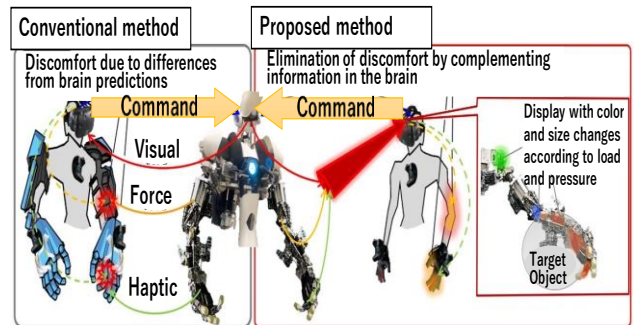 Conventional method
Proposed method
Discomfort due to differences
from brain predictions
Elimination of discomfort by complementing
information in the brain
Command
Command
Visual
Force
Haptic
Display with color
and size changes
according to load
and pressure
Target
Object